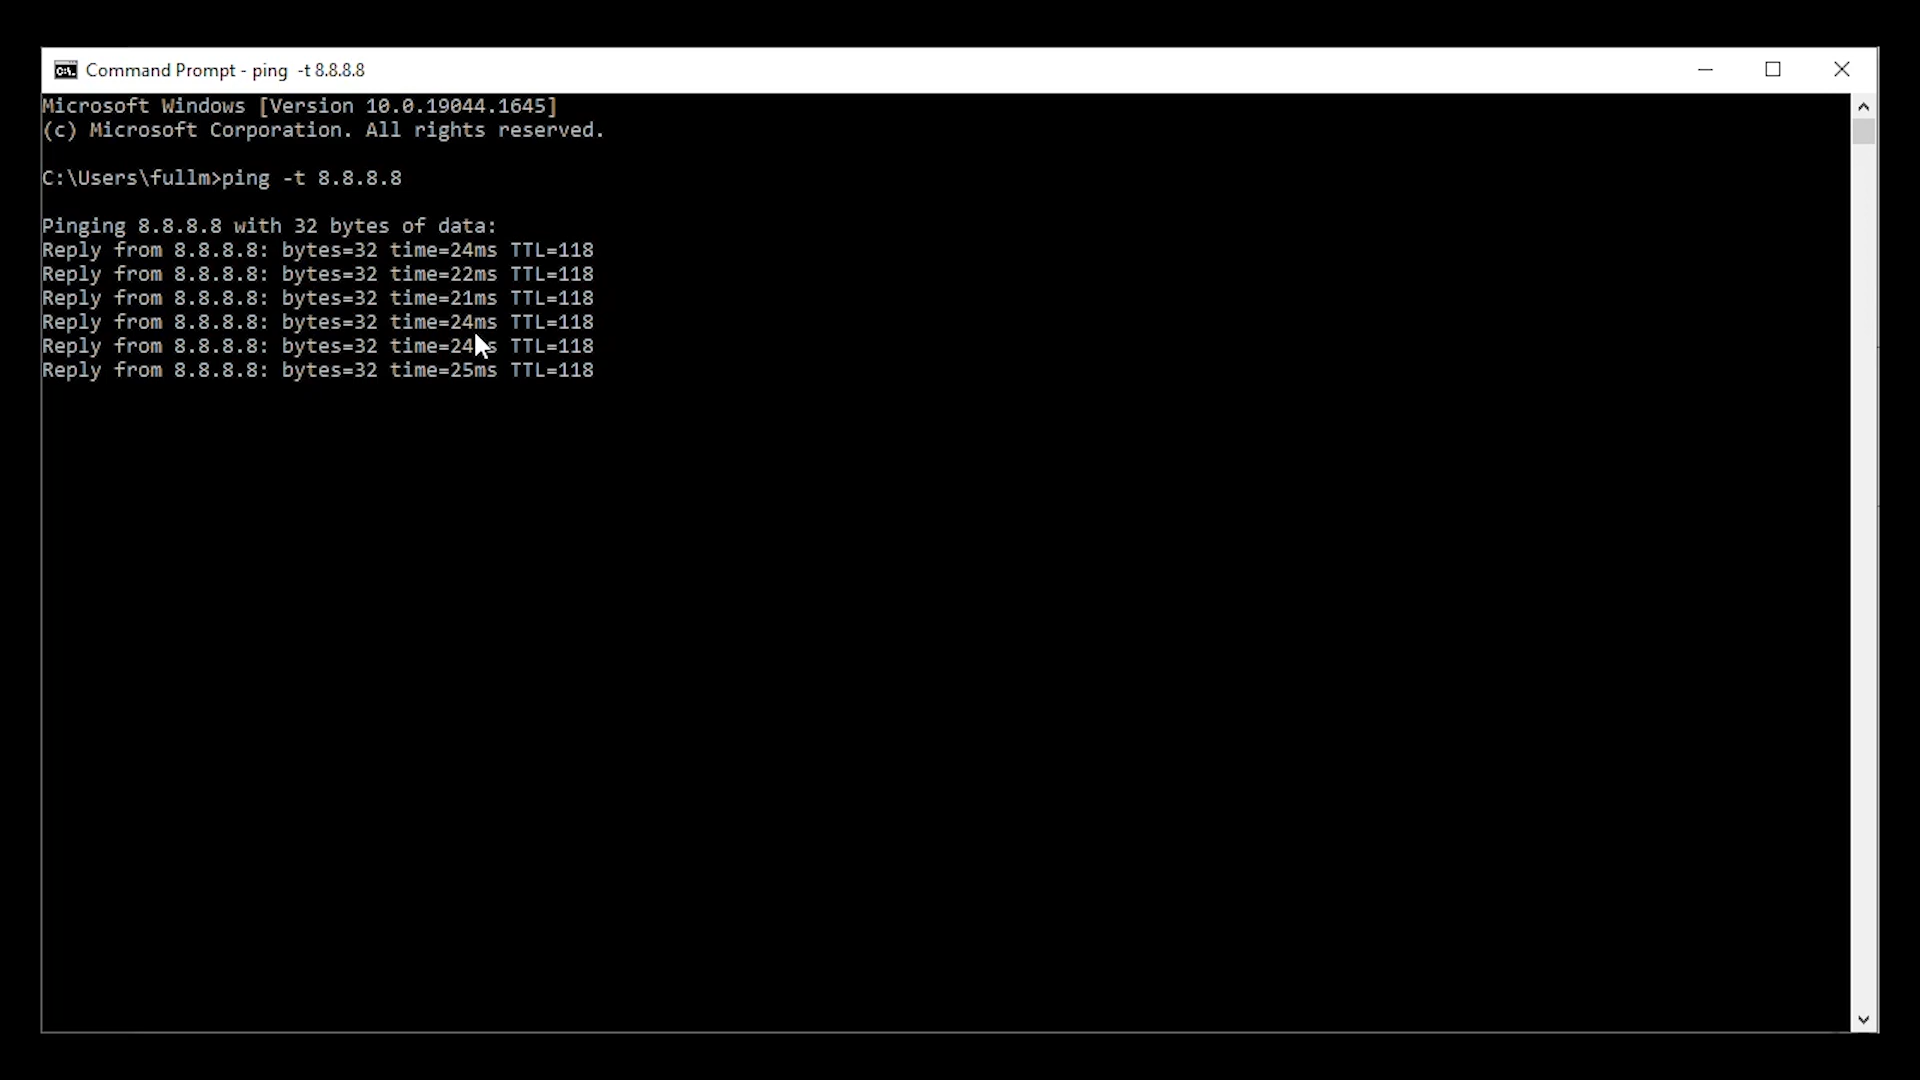 Command Prompt - ping  -t 8.8.8.8
Microsoft Windows [Version 10.0.19044.1645]
(c) Microsoft Corporation. All rights reserved.
C:\Users\fullm>ping -t 8.8.8.8
Pinging 8.8.8.8 with 32 bytes of data:
Reply from 8.8.8.8: bytes=32 time=24ms TTL=118
Reply from 8.8.8.8: bytes=32 time=22ms TTL=118
Reply from 8.8.8.8: bytes=32 time=21ms TTL=118
Reply from 8.8.8.8: bytes=32 time=24ms TTL=118
Reply from 8.8.8.8: bytes=32 time=24ms TTL=118
Reply from 8.8.8.8: bytes=32 time=25ms TTL=118